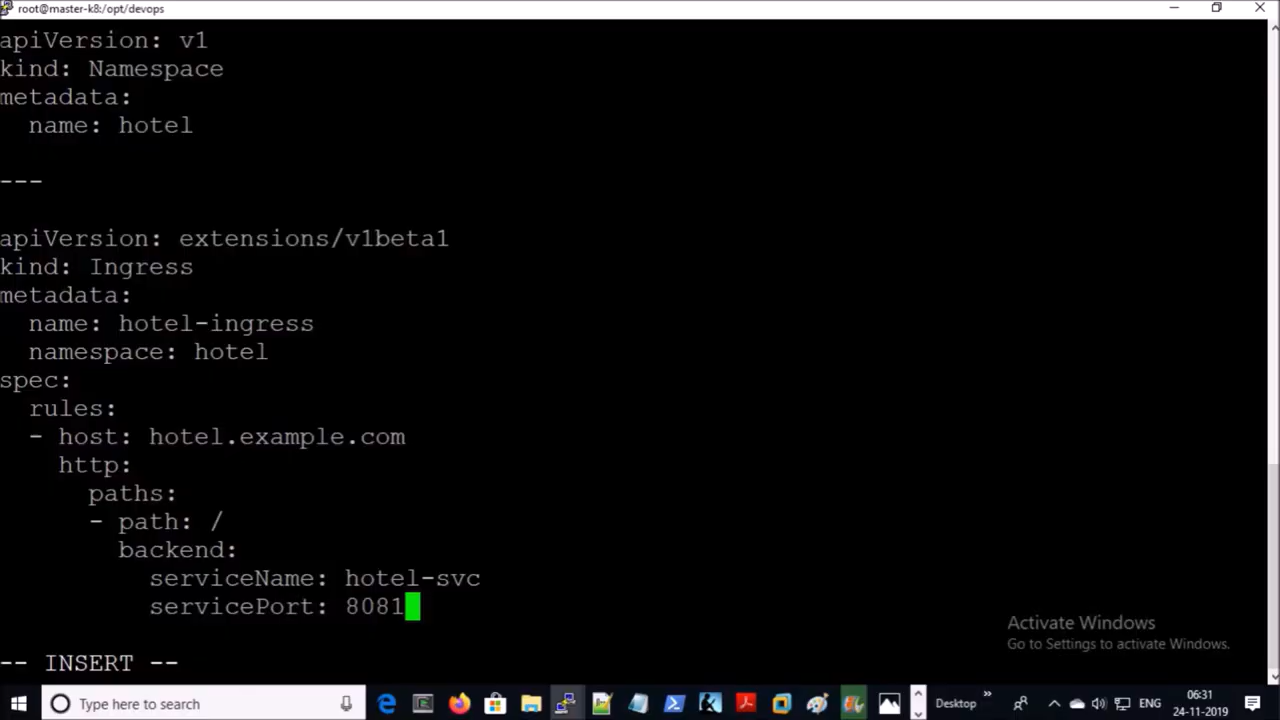 root@master-k8:/opt/devops
apiVersion: v1
kind: Namespace
metadata:
  name: hotel
---
apiVersion: extensions/v1beta1
kind: Ingress
metadata:
  name: hotel-ingress
  namespace: hotel
spec:
  rules:
  - host: hotel.example.com
    http:
      paths:
      - path: /
        backend:
          serviceName: hotel-svc
          servicePort: 8081
Activate Windows
Go to Settings to activate Windows.
-- INSERT --
Type here to search
Desktop
ENG
06:31
24-11-2019